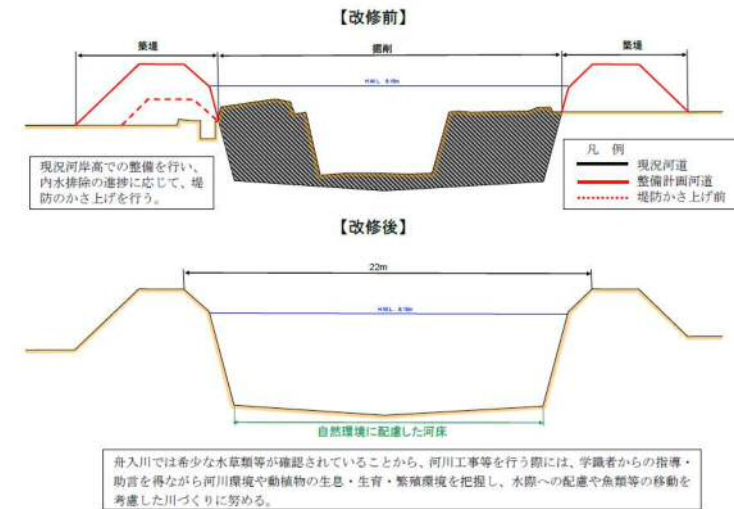 【改修前】
築堤
掘削
築堤
現況河岸高での整備を行い、
内水排除の進捗に応じて、堤
防のかさ上げを行う。
凡 例
現況河道
整備計画河道
堤防かさ上げ前
【改修後】
22m
自然環境に配慮した河床
舟入川では希少な水草類等が確認されていることから、河川工事等を行う際には、学識者からの指導・
助言を得ながら河川環境や動植物の生息・生育・繁殖環境を把握し、水際への配慮や魚類等の移動を
考慮した川づくりに努める。